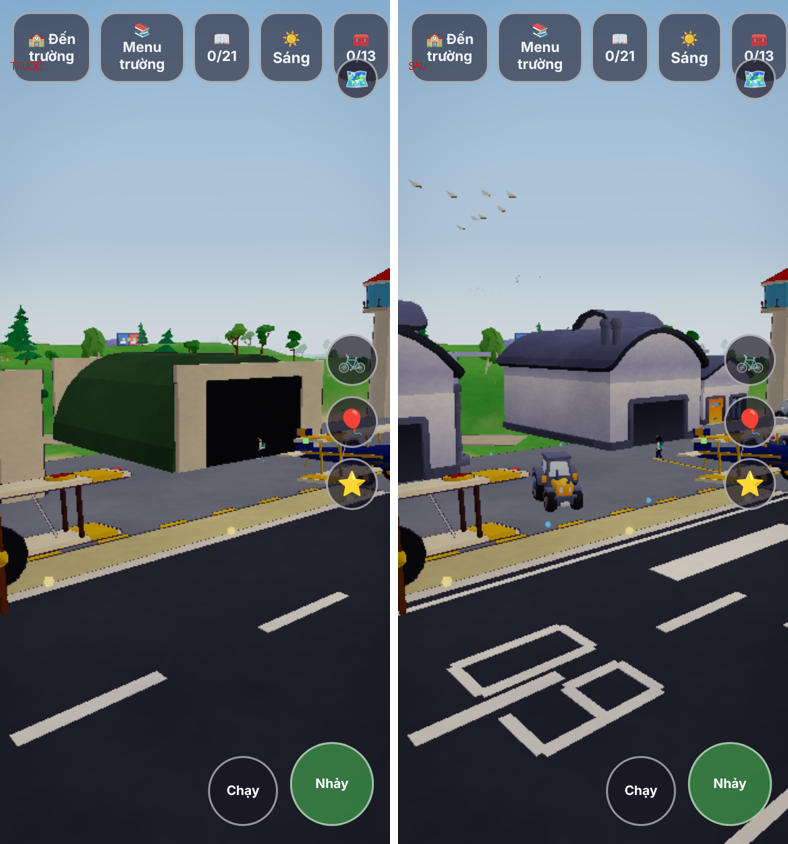 Đến
trường
Menu
trường
0/21
Sáng
0/13
Chạy
Nhảy
Đến
trường
Menu
trường
0/21
Sáng
0/13
Chạy
Nhảy